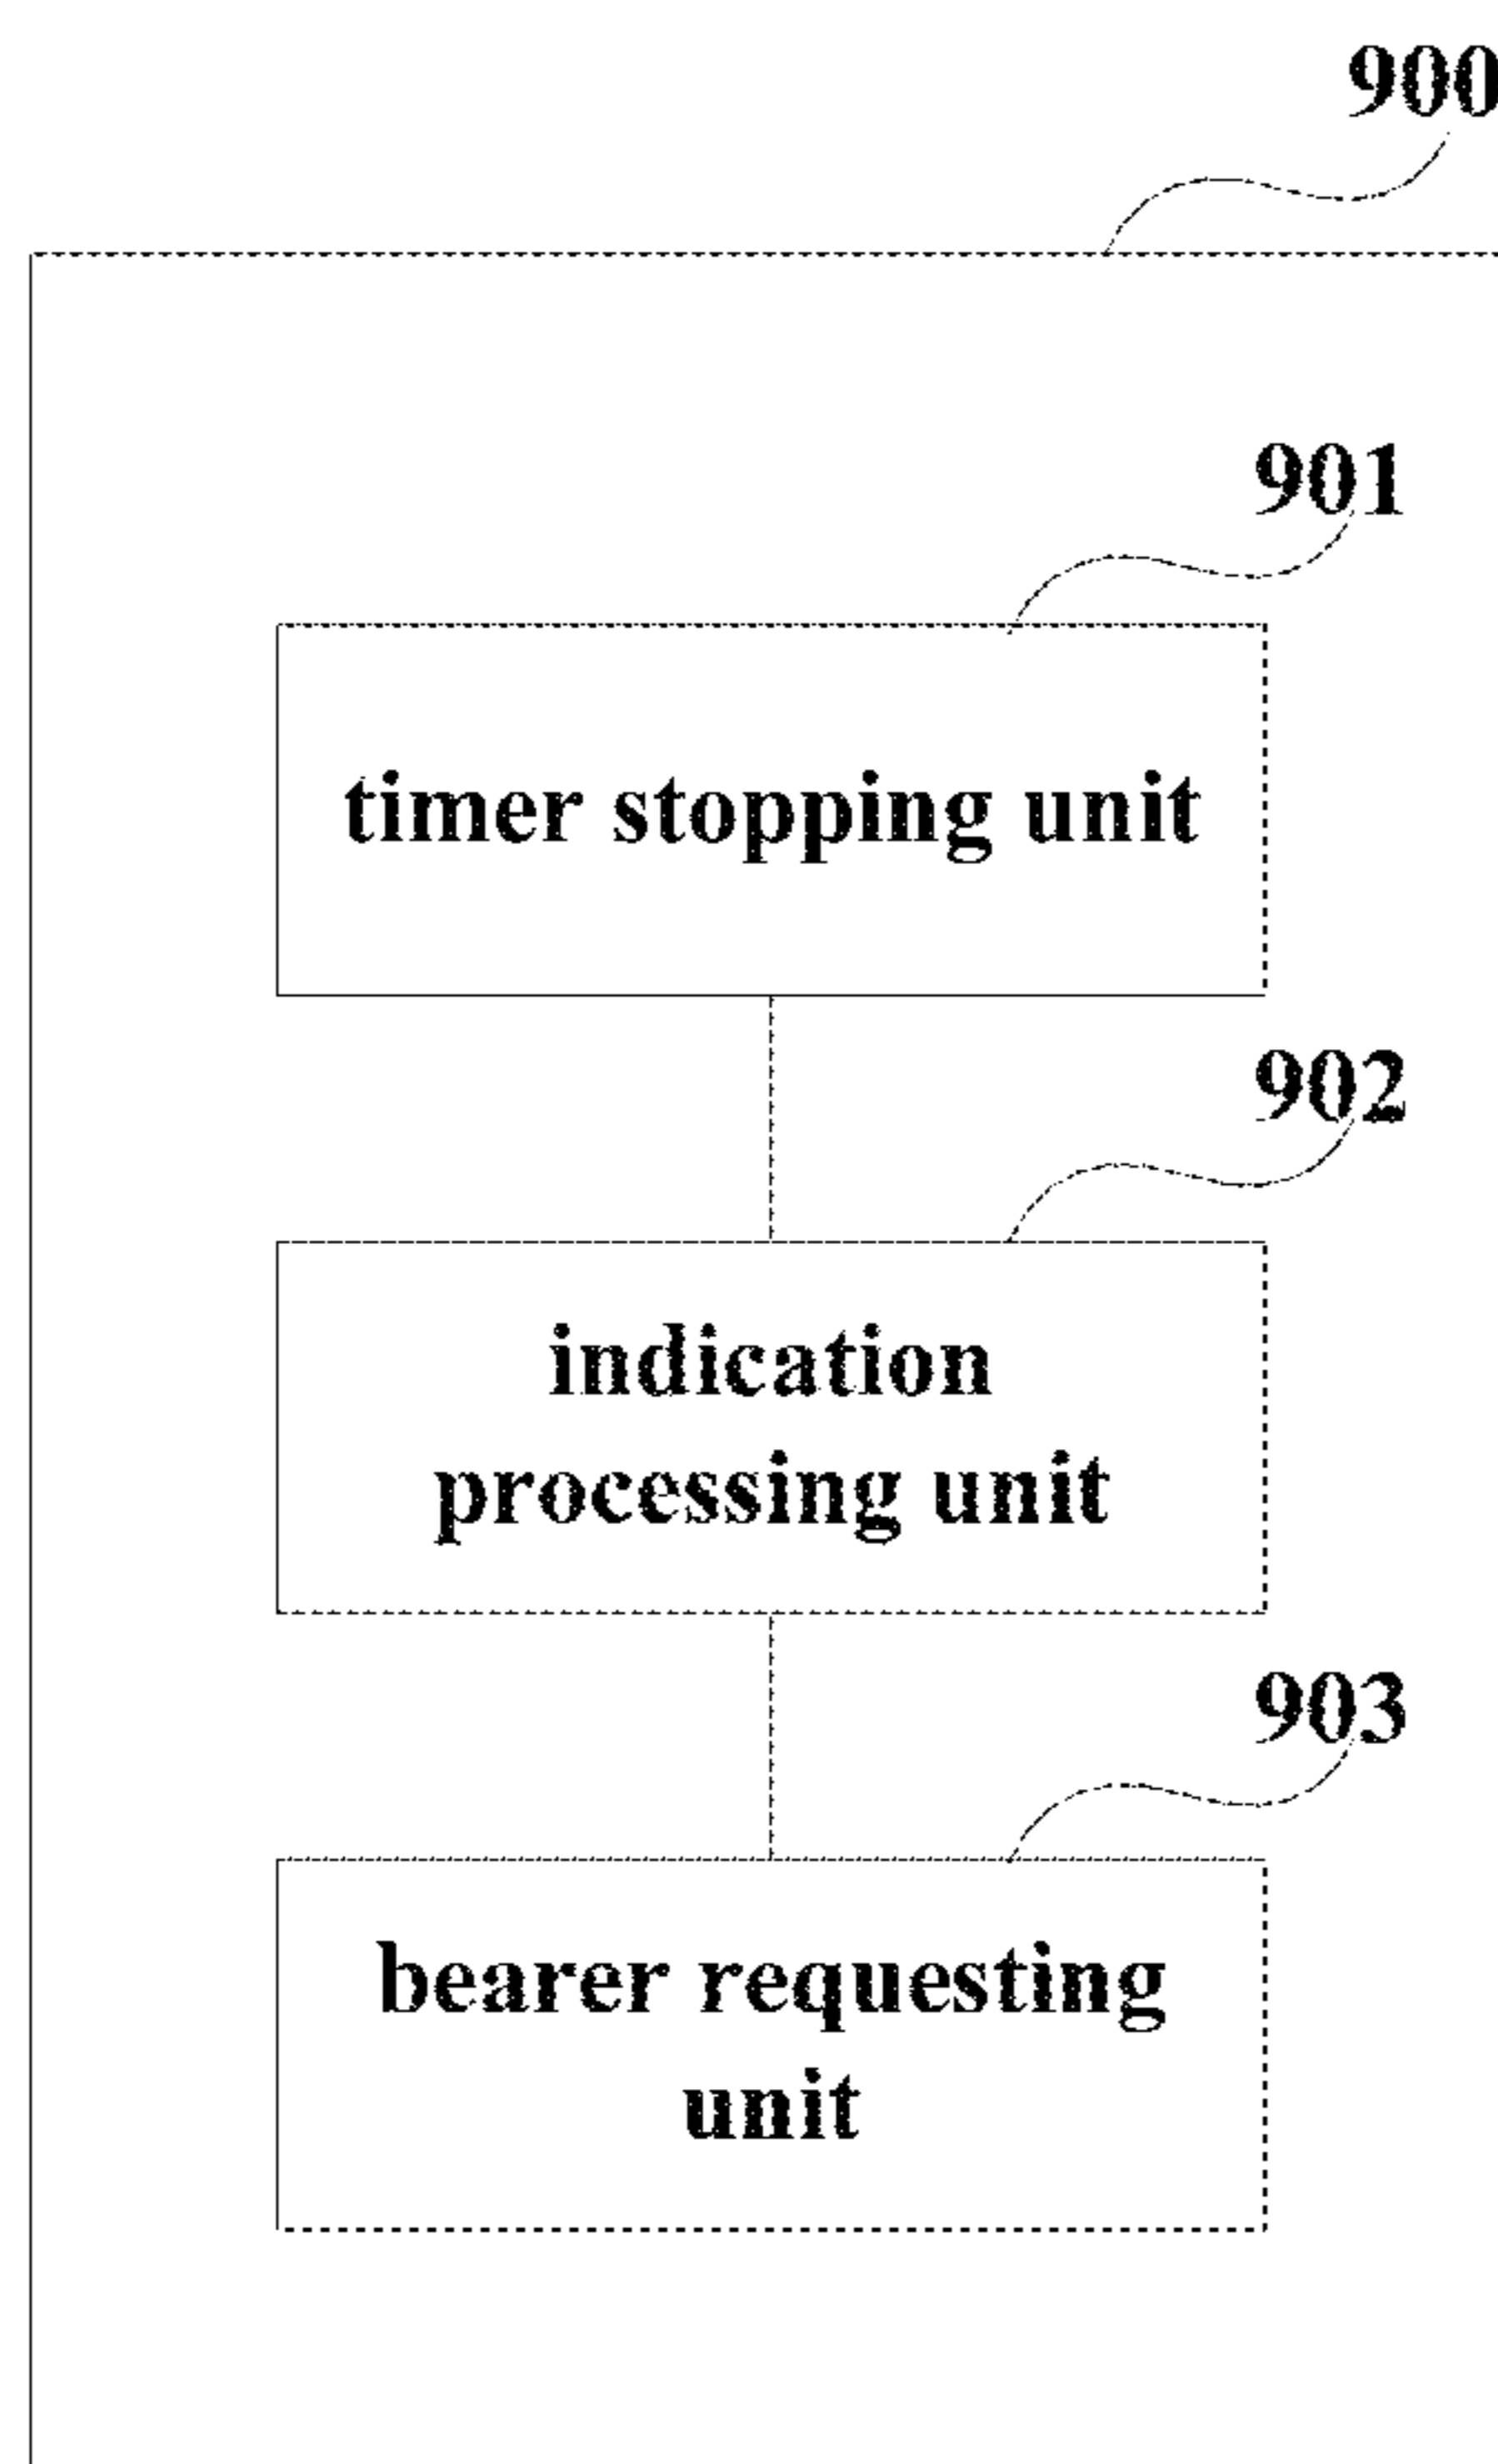 900
901
timer stopping unit
902
indication
processing unit
903
bearer requesting
unit